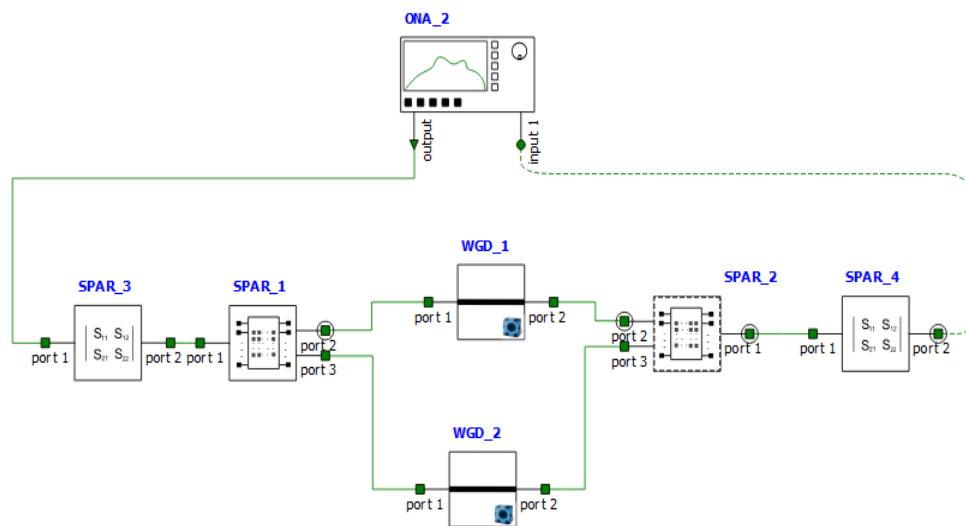 ONA_2
output
input 1
WGD_1
port 1
port 2
SPAR_3
S₁₁ S₁₂
S₂₁ S₂₂
port 1
port 2
SPAR_1
port 1
port 2
port 3
SPAR_2
port 2
port 3
port 1
SPAR_4
S₁₁ S₁₂
S₂₁ S₂₂
port 1
port 2
WGD_2
port 1
port 2